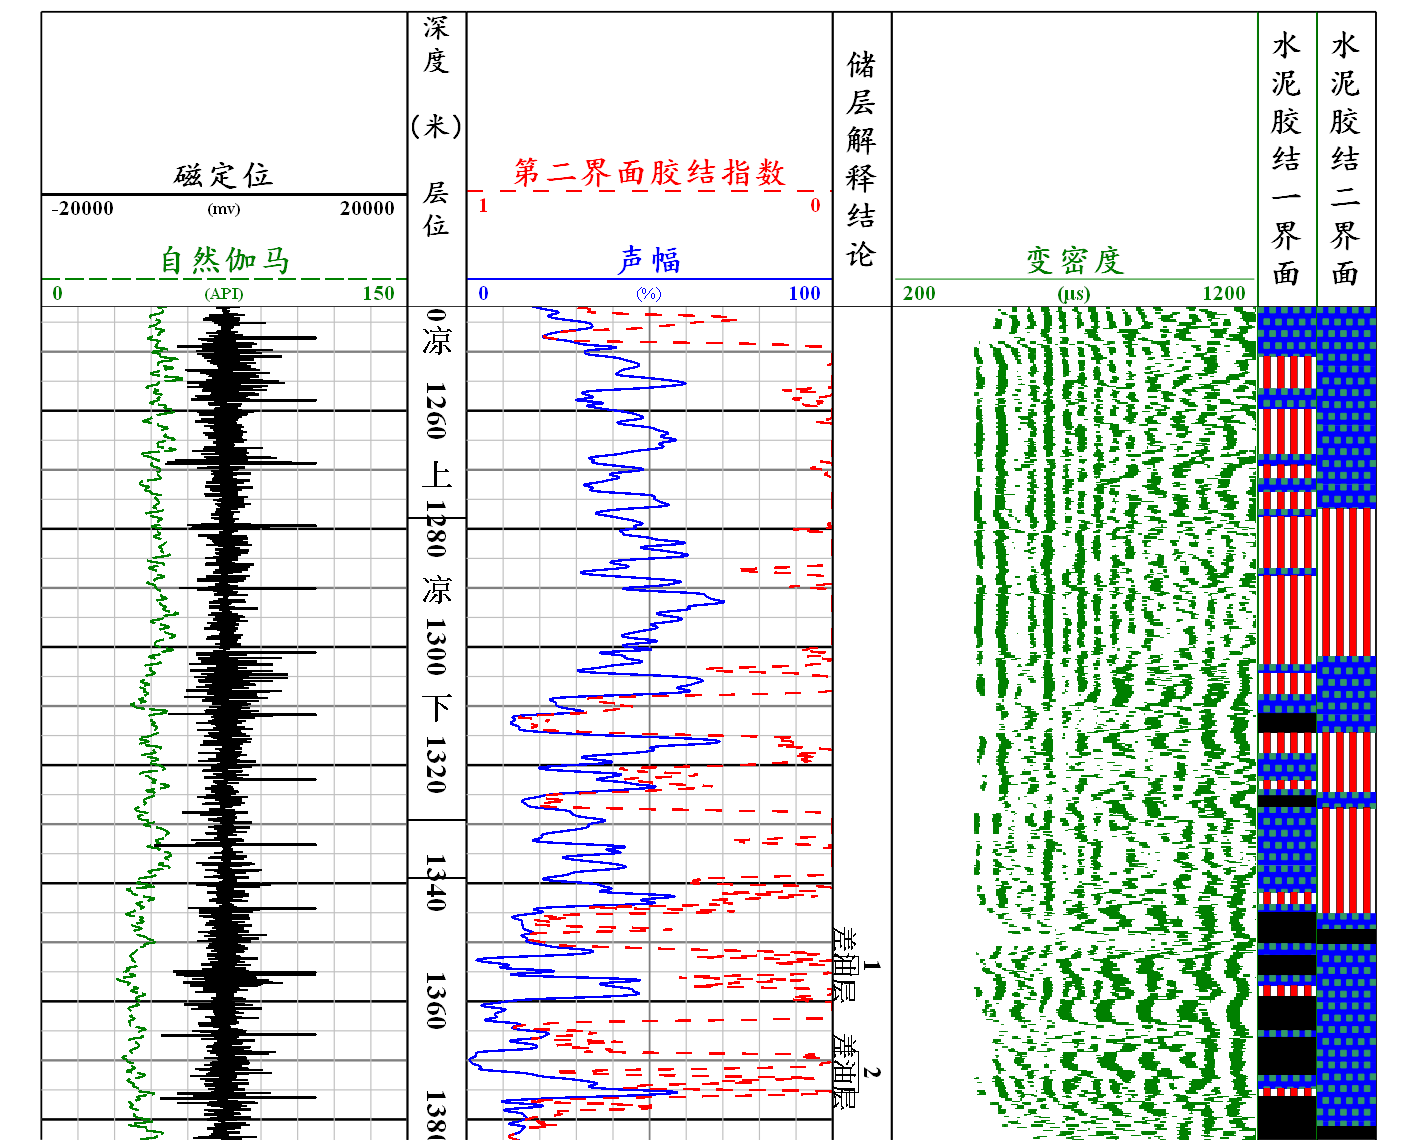 磁定位
-20000 (mv) 20000
自然伽马
0 (API) 150
深度(米)
层位
第二界面胶结指数
1 0
声幅
0 (%) 100
储层解释结论
变密度
200 (μs) 1200
水泥胶结一界面
水泥胶结二界面
0
凉
1260
上
1280
凉
1300
下
1320
1340
1360
1380
差油层
1
差油层
2